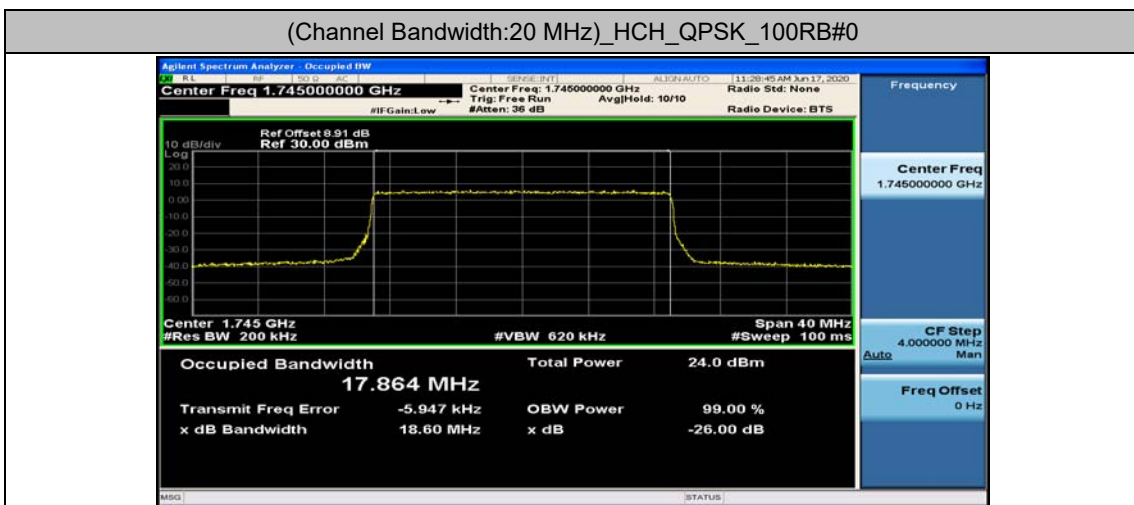 (Channel Bandwidth:20 MHz)_HCH_QPSK_100RB#0
Agilent Spectrum Analyzer - Occupied BW
RL RF 50 Ω AC SENSE:INT ALIGN AUTO 11:28:45 AM Jun 17, 2020
Center Freq 1.745000000 GHz
Center Freq: 1.745000000 GHz
Radio Std: None
Trig: Free Run Avg|Hold: 10/10
#IFGain:Low #Atten: 36 dB
Radio Device: BTS
Ref Offset 8.91 dB
10 dB/div Ref 30.00 dBm
Log
20.0
10.0
0.00
-10.0
-20.0
-30.0
-40.0
-50.0
-60.0
Center 1.745 GHz Span 40 MHz
#Res BW 200 kHz #VBW 620 kHz #Sweep 100 ms
Occupied Bandwidth Total Power 24.0 dBm
17.864 MHz
Transmit Freq Error -5.947 kHz OBW Power 99.00 %
x dB Bandwidth 18.60 MHz x dB -26.00 dB
MSG STATUS
Frequency
Center Freq
1.745000000 GHz
CF Step
4.000000 MHz
Auto Man
Freq Offset
0 Hz